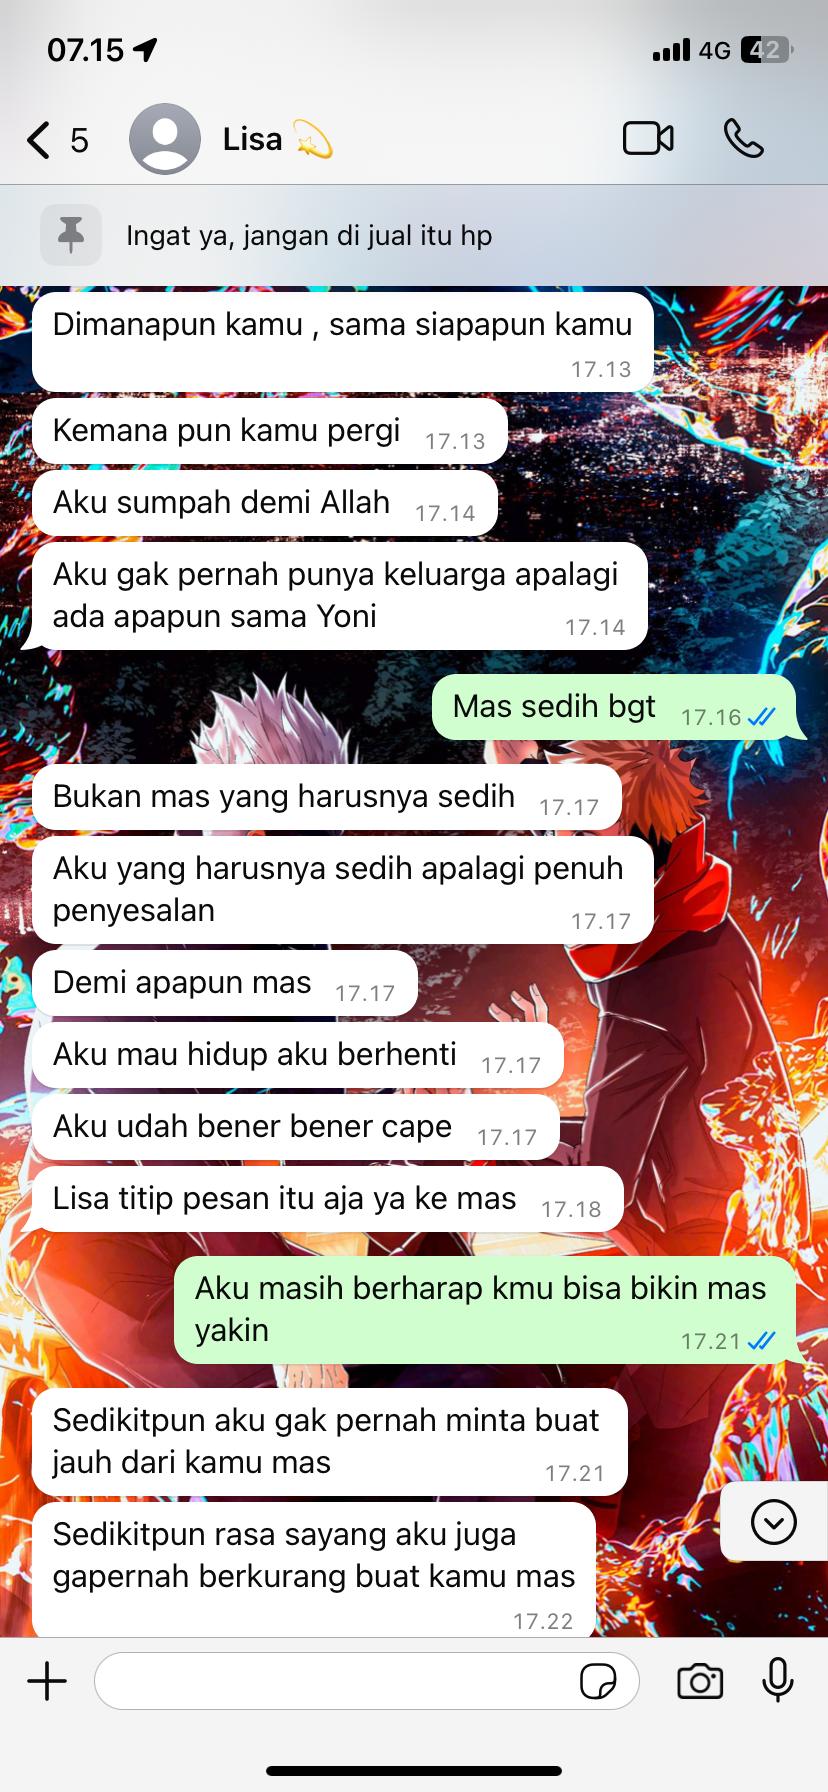 07.15
4G 42
5 Lisa 💫
Ingat ya, jangan di jual itu hp
Dimanapun kamu , sama siapapun kamu
17.13
Kemana pun kamu pergi 17.13
Aku sumpah demi Allah 17.14
Aku gak pernah punya keluarga apalagi
ada apapun sama Yoni 17.14
Mas sedih bgt 17.16
Bukan mas yang harusnya sedih 17.17
Aku yang harusnya sedih apalagi penuh
penyesalan 17.17
Demi apapun mas 17.17
Aku mau hidup aku berhenti 17.17
Aku udah bener bener cape 17.17
Lisa titip pesan itu aja ya ke mas 17.18
Aku masih berharap kmu bisa bikin mas
yakin 17.21
Sedikitpun aku gak pernah minta buat
jauh dari kamu mas 17.21
Sedikitpun rasa sayang aku juga
gapernah berkurang buat kamu mas
17.22